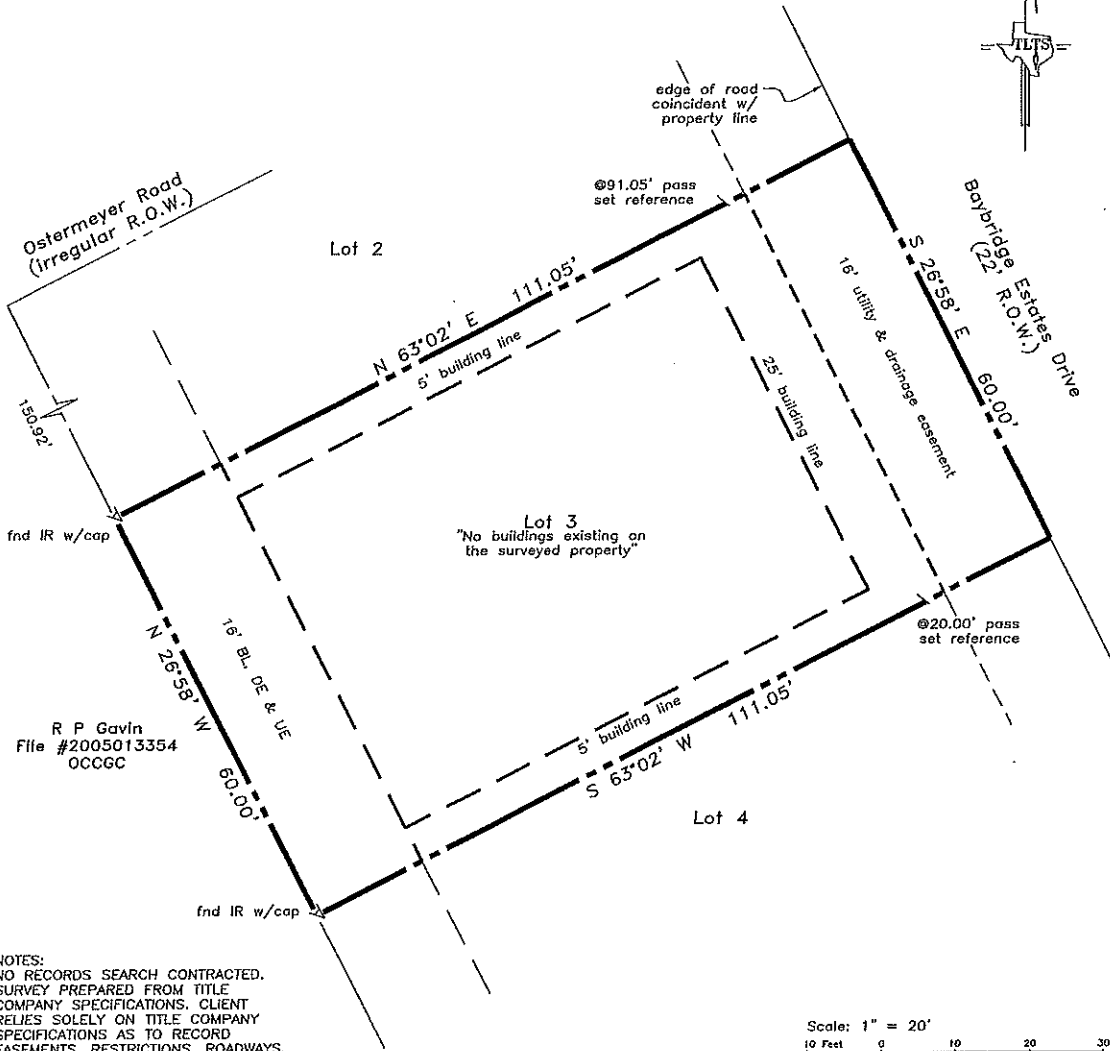 TLTS
edge of road
coincident w/
property line
Ostermeyer Road
(irregular R.O.W.)
@91.05' pass
set reference
Lot 2
Baybridge Estates Drive
(22' R.O.W.)
N 63°02' E 111.05'
S 26°58' E 60.00'
5' building line
16' utility & drainage easement
25' building line
150.92'
fnd IR w/cap
Lot 3
"No buildings existing on
the surveyed property"
@20.00' pass
set reference
N 26°58' W 60.00'
16' BL, DE & UE
R P Gavin
File #2005013354
OCCGC
5' building line
S 63°02' W 111.05'
Lot 4
fnd IR w/cap
NOTES:
NO RECORDS SEARCH CONTRACTED.
SURVEY PREPARED FROM TITLE
COMPANY SPECIFICATIONS. CLIENT
RELIES SOLELY ON TITLE COMPANY
SPECIFICATIONS AS TO RECORD
EASEMENTS, RESTRICTIONS, ROADWAYS
Scale: 1" = 20'
10 Feet 0 10 20 30